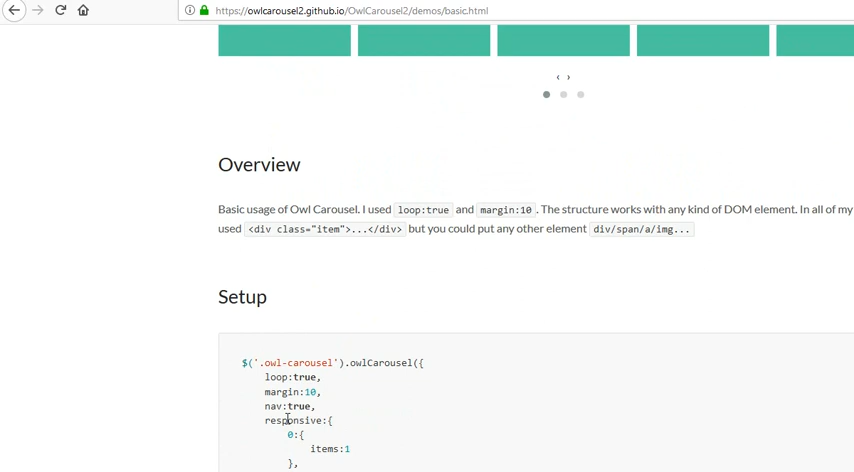 https://owlcarousel2.github.io/OwlCarousel2/demos/basic.html
‹ ›
Overview
Basic usage of Owl Carousel. I used loop:true and margin:10. The structure works with any kind of DOM element. In all of my
used <div class="item">...</div> but you could put any other element div/span/a/img...
Setup
$('.owl-carousel').owlCarousel({
loop:true,
margin:10,
nav:true,
responsive:{
0:{
items:1
},